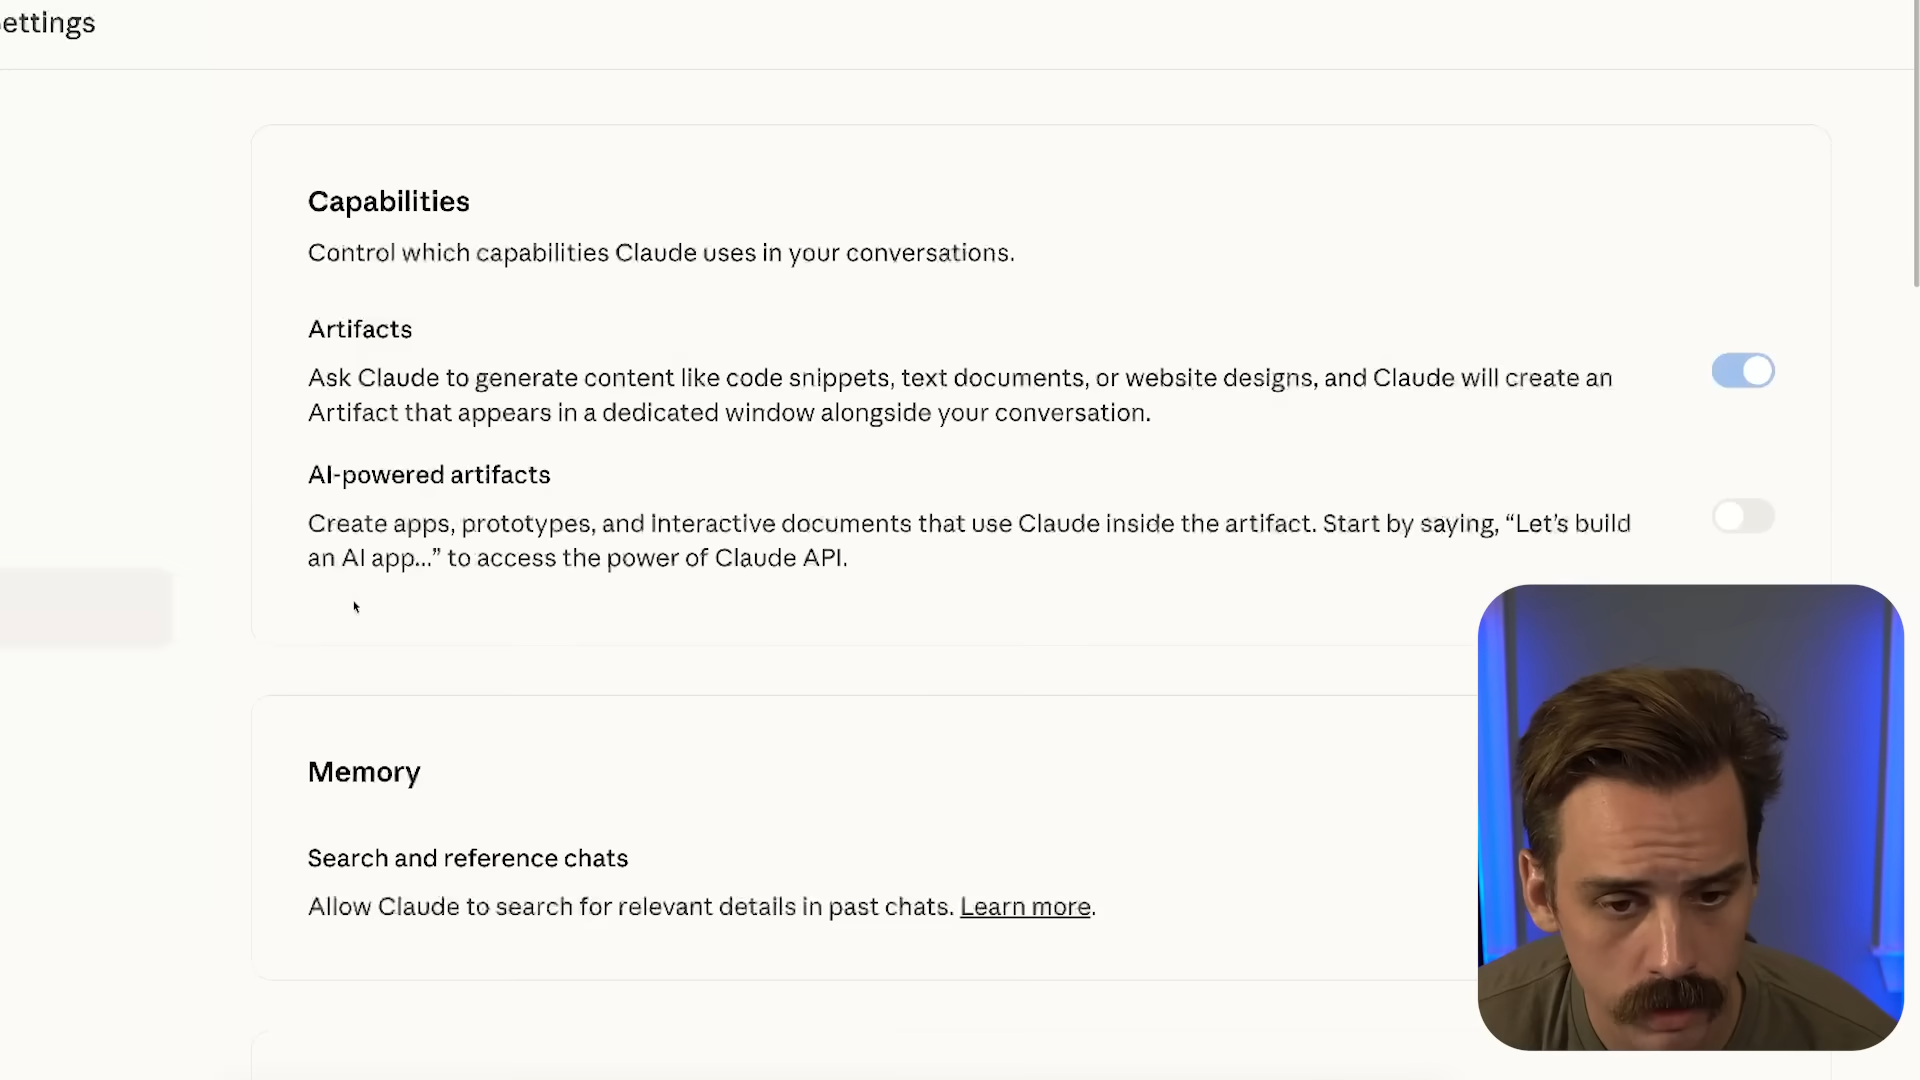 ettings
Capabilities
Control which capabilities Claude uses in your conversations.
Artifacts
Ask Claude to generate content like code snippets, text documents, or website designs, and Claude will create an
Artifact that appears in a dedicated window alongside your conversation.
AI-powered artifacts
Create apps, prototypes, and interactive documents that use Claude inside the artifact. Start by saying, “Let’s build
an AI app...” to access the power of Claude API.
Memory
Search and reference chats
Allow Claude to search for relevant details in past chats. Learn more.